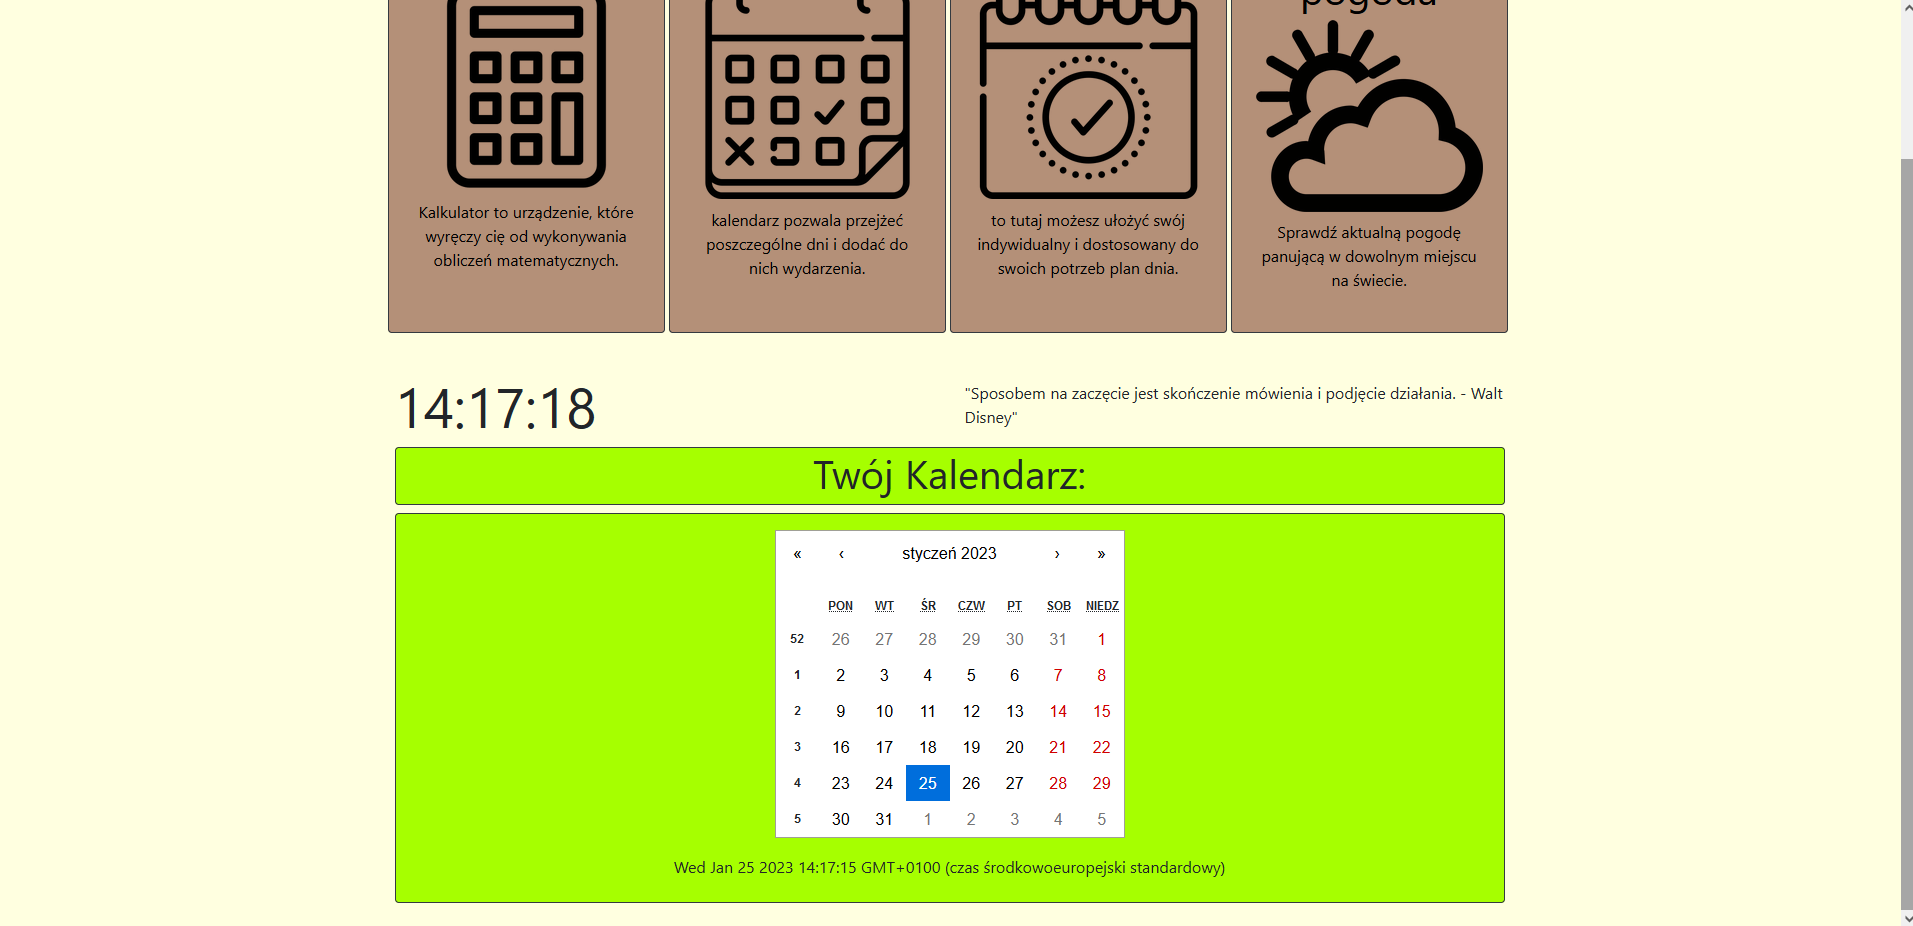 pogoda
Kalkulator to urządzenie, które
wyręczy cię od wykonywania
obliczeń matematycznych.
kalendarz pozwala przejżeć
poszczególne dni i dodać do
nich wydarzenia.
to tutaj możesz ułożyć swój
indywidualny i dostosowany do
swoich potrzeb plan dnia.
Sprawdź aktualną pogodę
panującą w dowolnym miejscu
na świecie.
14:17:18
"Sposobem na zaczęcie jest skończenie mówienia i podjęcie działania. - Walt
Disney"
Twój Kalendarz:
« ‹ styczeń 2023 › »
PON WT ŚR CZW PT SOB NIEDZ
52 26 27 28 29 30 31 1
1 2 3 4 5 6 7 8
2 9 10 11 12 13 14 15
3 16 17 18 19 20 21 22
4 23 24 25 26 27 28 29
5 30 31 1 2 3 4 5
Wed Jan 25 2023 14:17:15 GMT+0100 (czas środkowoeuropejski standardowy)